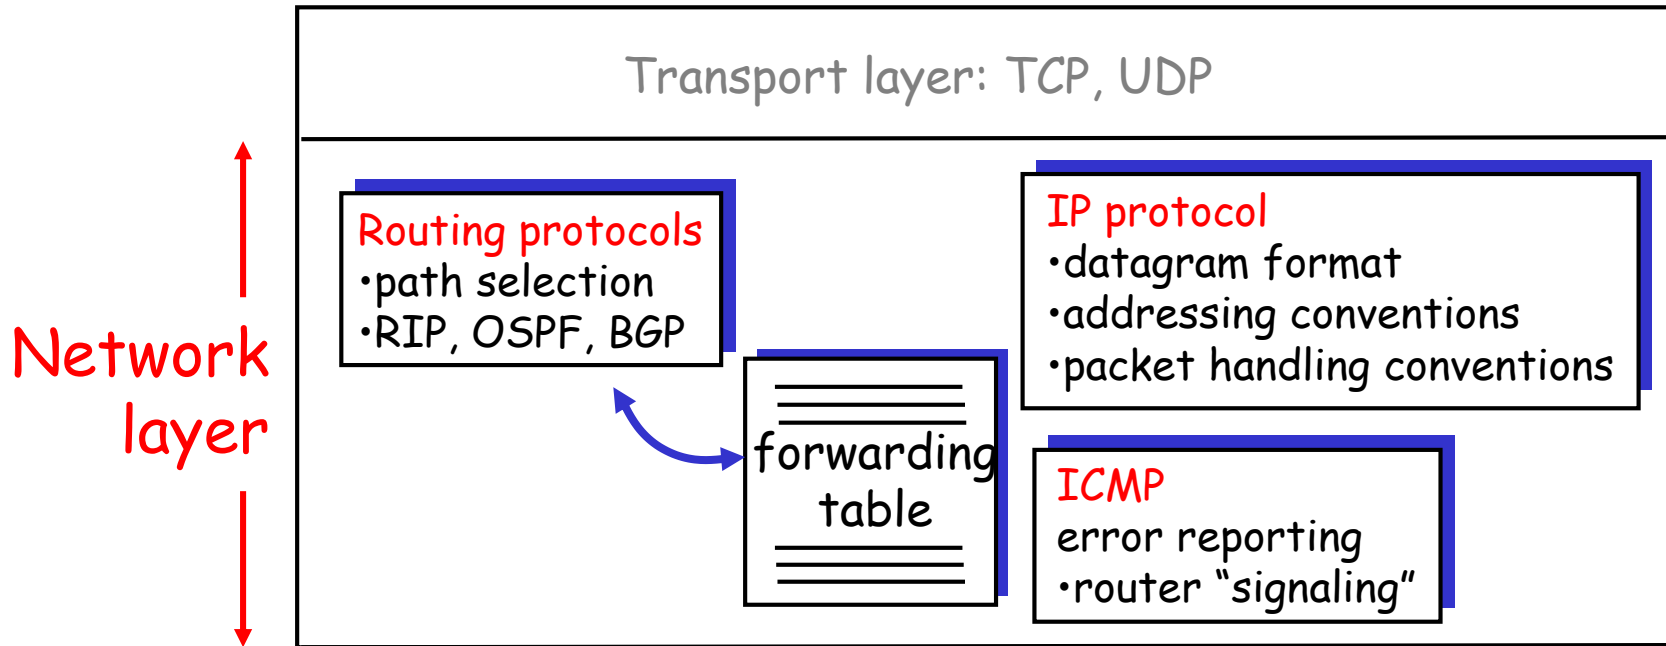 Transport layer: TCP, UDP
Network
layer
Routing protocols
•path selection
•RIP, OSPF, BGP
forwarding
table
IP protocol
•datagram format
•addressing conventions
•packet handling conventions
ICMP
error reporting
•router “signaling”